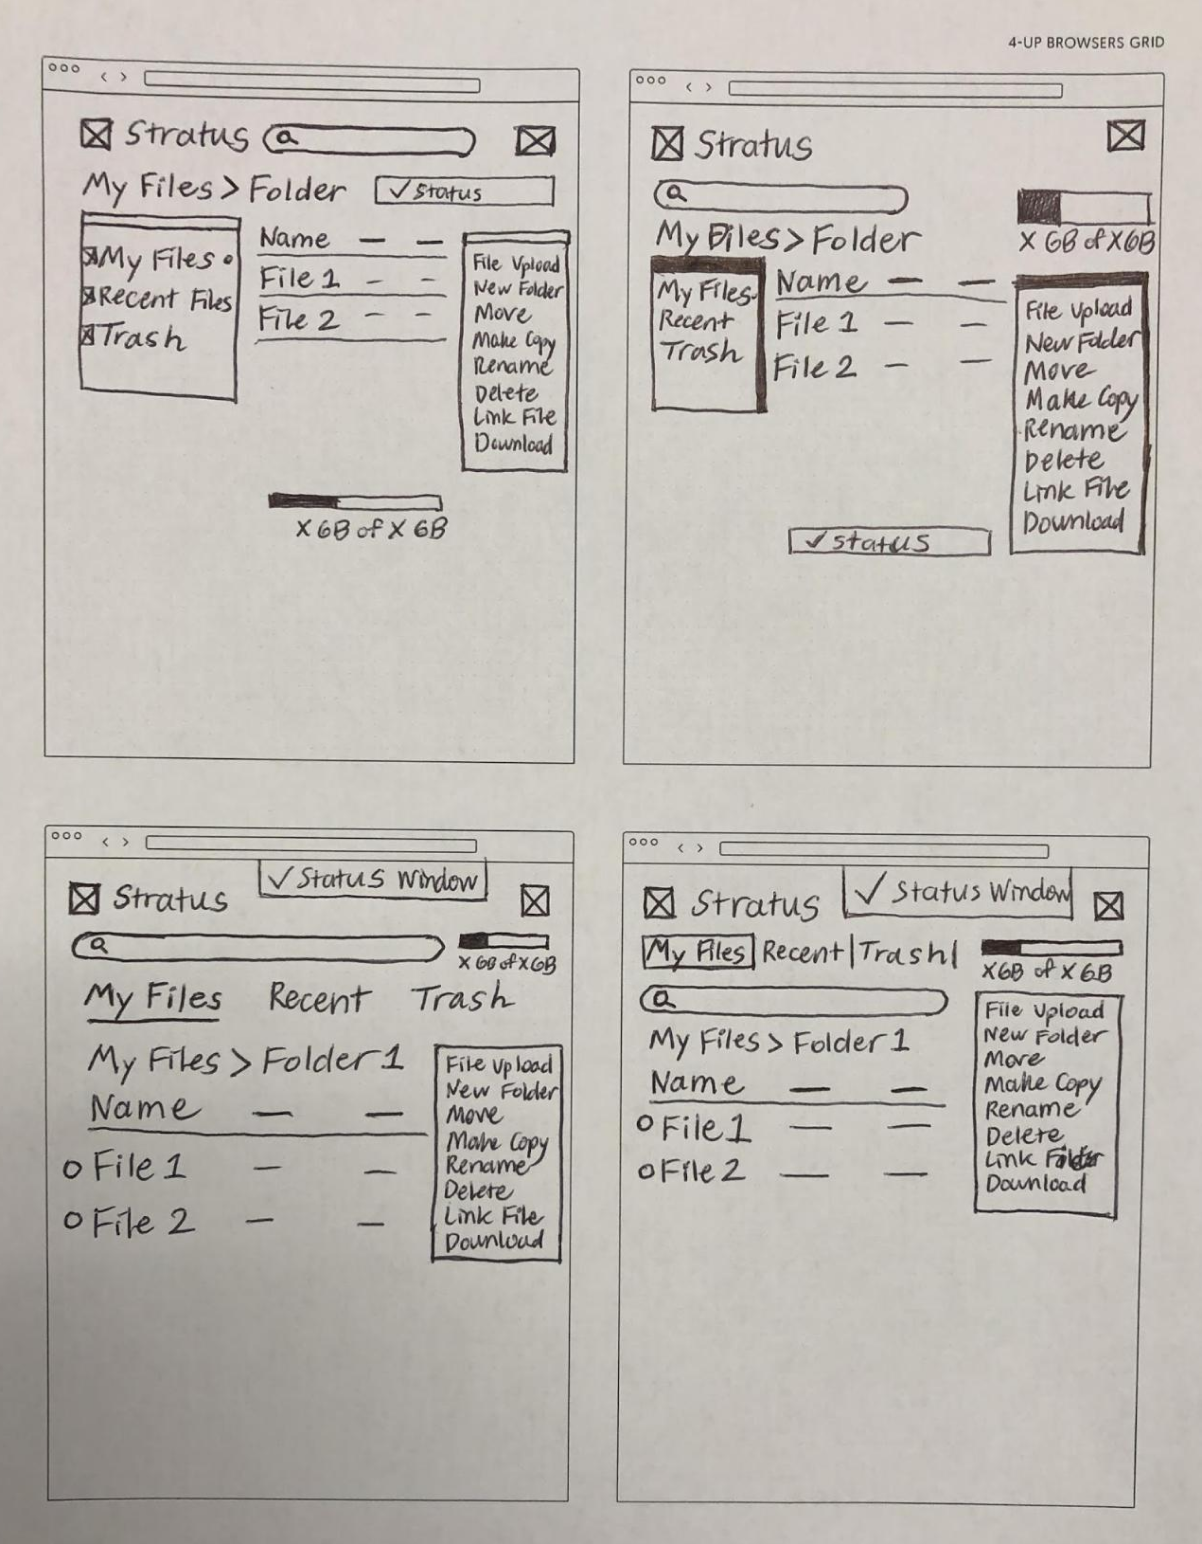 4-UP BROWSERS GRID
Stratus
My Files > Folder
✓ Status
My Files
Recent Files
Trash
Name
File 1
File 2
File Upload
New Folder
Move
Make Copy
Rename
Delete
Link File
Download
X GB of X GB
Stratus
X GB of X GB
My Files > Folder
My Files
Recent
Trash
Name
File 1
File 2
File Upload
New Folder
Move
Make Copy
Rename
Delete
Link File
Download
✓ Status
✓ Status Window
Stratus
X GB of X GB
My Files Recent Trash
My Files > Folder 1
Name
File 1
File 2
File Upload
New Folder
Move
Make Copy
Rename
Delete
Link File
Download
✓ Status Window
Stratus
My Files | Recent | Trash |
X GB of X GB
My Files > Folder 1
Name
File 1
File 2
File Upload
New Folder
Move
Make Copy
Rename
Delete
Link
Download